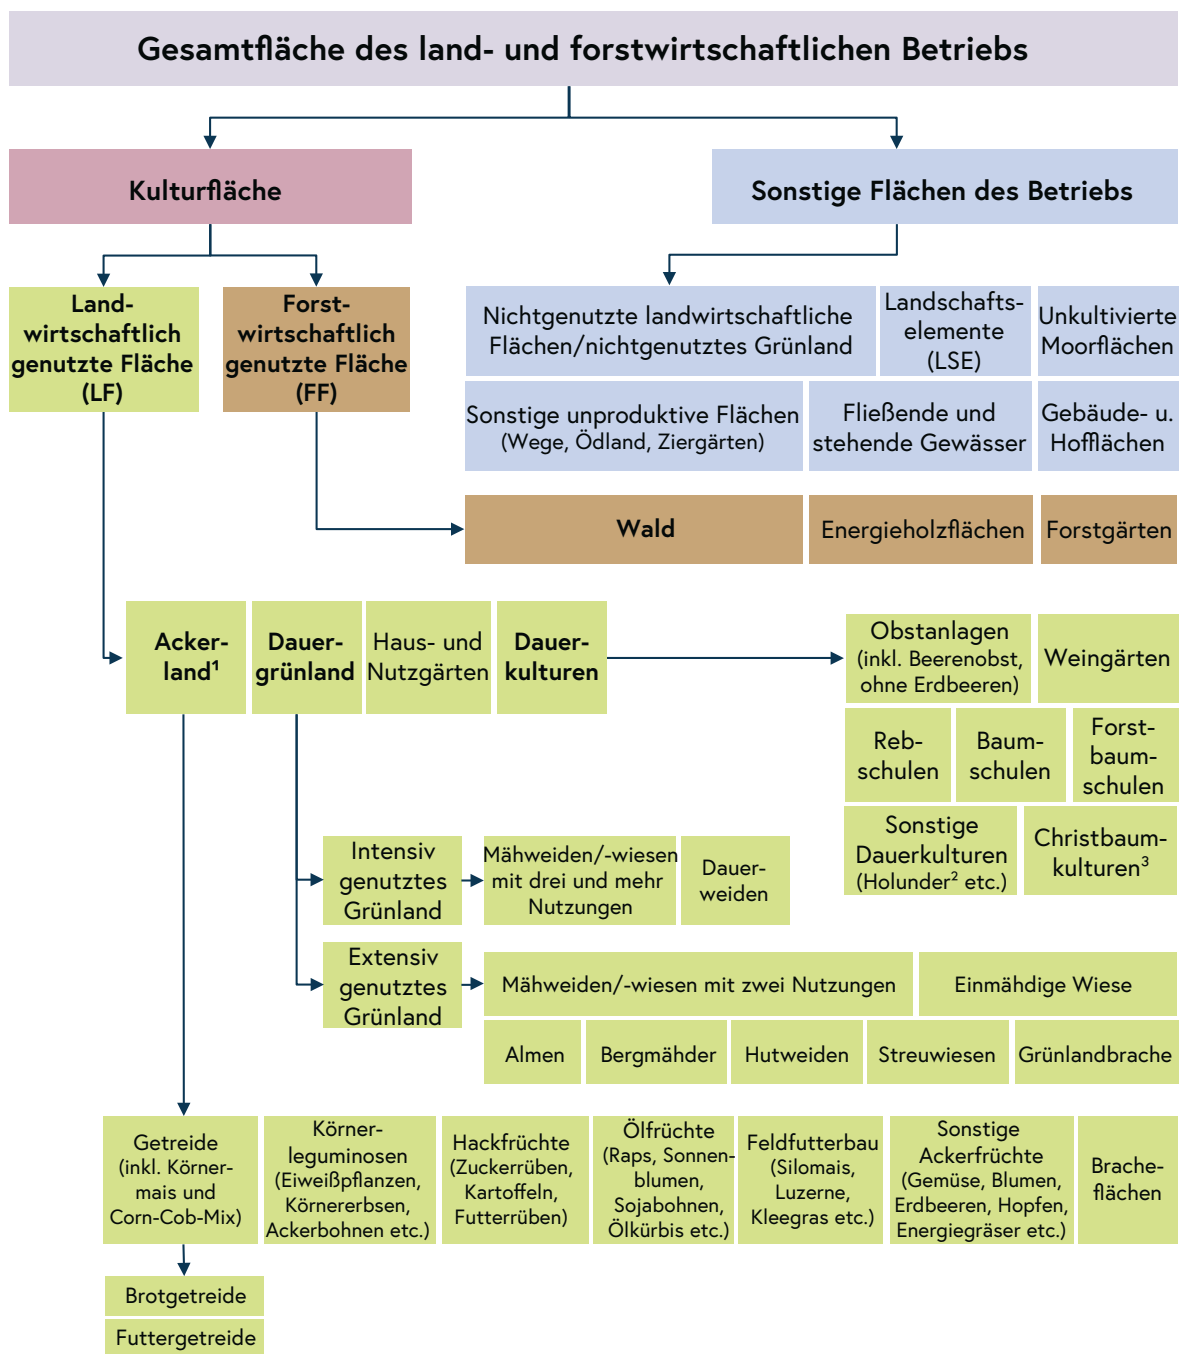 Gesamtfläche des land- und forstwirtschaftlichen Betriebs
Kulturfläche
Sonstige Flächen des Betriebs
Land-
wirtschaftlich
genutzte Fläche
(LF)
Forst-
wirtschaftlich
genutzte Fläche
(FF)
Nichtgenutzte landwirtschaftliche
Flächen/nichtgenutztes Grünland
Landschafts-
elemente
(LSE)
Unkultivierte
Moorflächen
Sonstige unproduktive Flächen
(Wege, Ödland, Ziergärten)
Fließende und
stehende Gewässer
Gebäude- u.
Hofflächen
Wald
Energieholzflächen
Forstgärten
Acker-
land¹
Dauer-
grünland
Haus- und
Nutzgärten
Dauer-
kulturen
Obstanlagen
(inkl. Beerenobst,
ohne Erdbeeren)
Weingärten
Reb-
schulen
Baum-
schulen
Forst-
baum-
schulen
Sonstige
Dauerkulturen
(Holunder² etc.)
Christbaum-
kulturen³
Intensiv
genutztes
Grünland
Mähweiden/-wiesen
mit drei und mehr
Nutzungen
Dauer-
weiden
Extensiv
genutztes
Grünland
Mähweiden/-wiesen mit zwei Nutzungen
Einmähdige Wiese
Almen
Bergmähder
Hutweiden
Streuwiesen
Grünlandbrache
Getreide
(inkl. Körner-
mais und
Corn-Cob-Mix)
Körner-
leguminosen
(Eiweißpflanzen,
Körnererbsen,
Ackerbohnen etc.)
Hackfrüchte
(Zuckerrüben,
Kartoffeln,
Futterrüben)
Ölfrüchte
(Raps, Sonnen-
blumen,
Sojabohnen,
Ölkürbis etc.)
Feldfutterbau
(Silomais,
Luzerne,
Kleegras etc.)
Sonstige
Ackerfrüchte
(Gemüse, Blumen,
Erdbeeren, Hopfen,
Energiegräser etc.)
Brache-
flächen
Brotgetreide
Futtergetreide